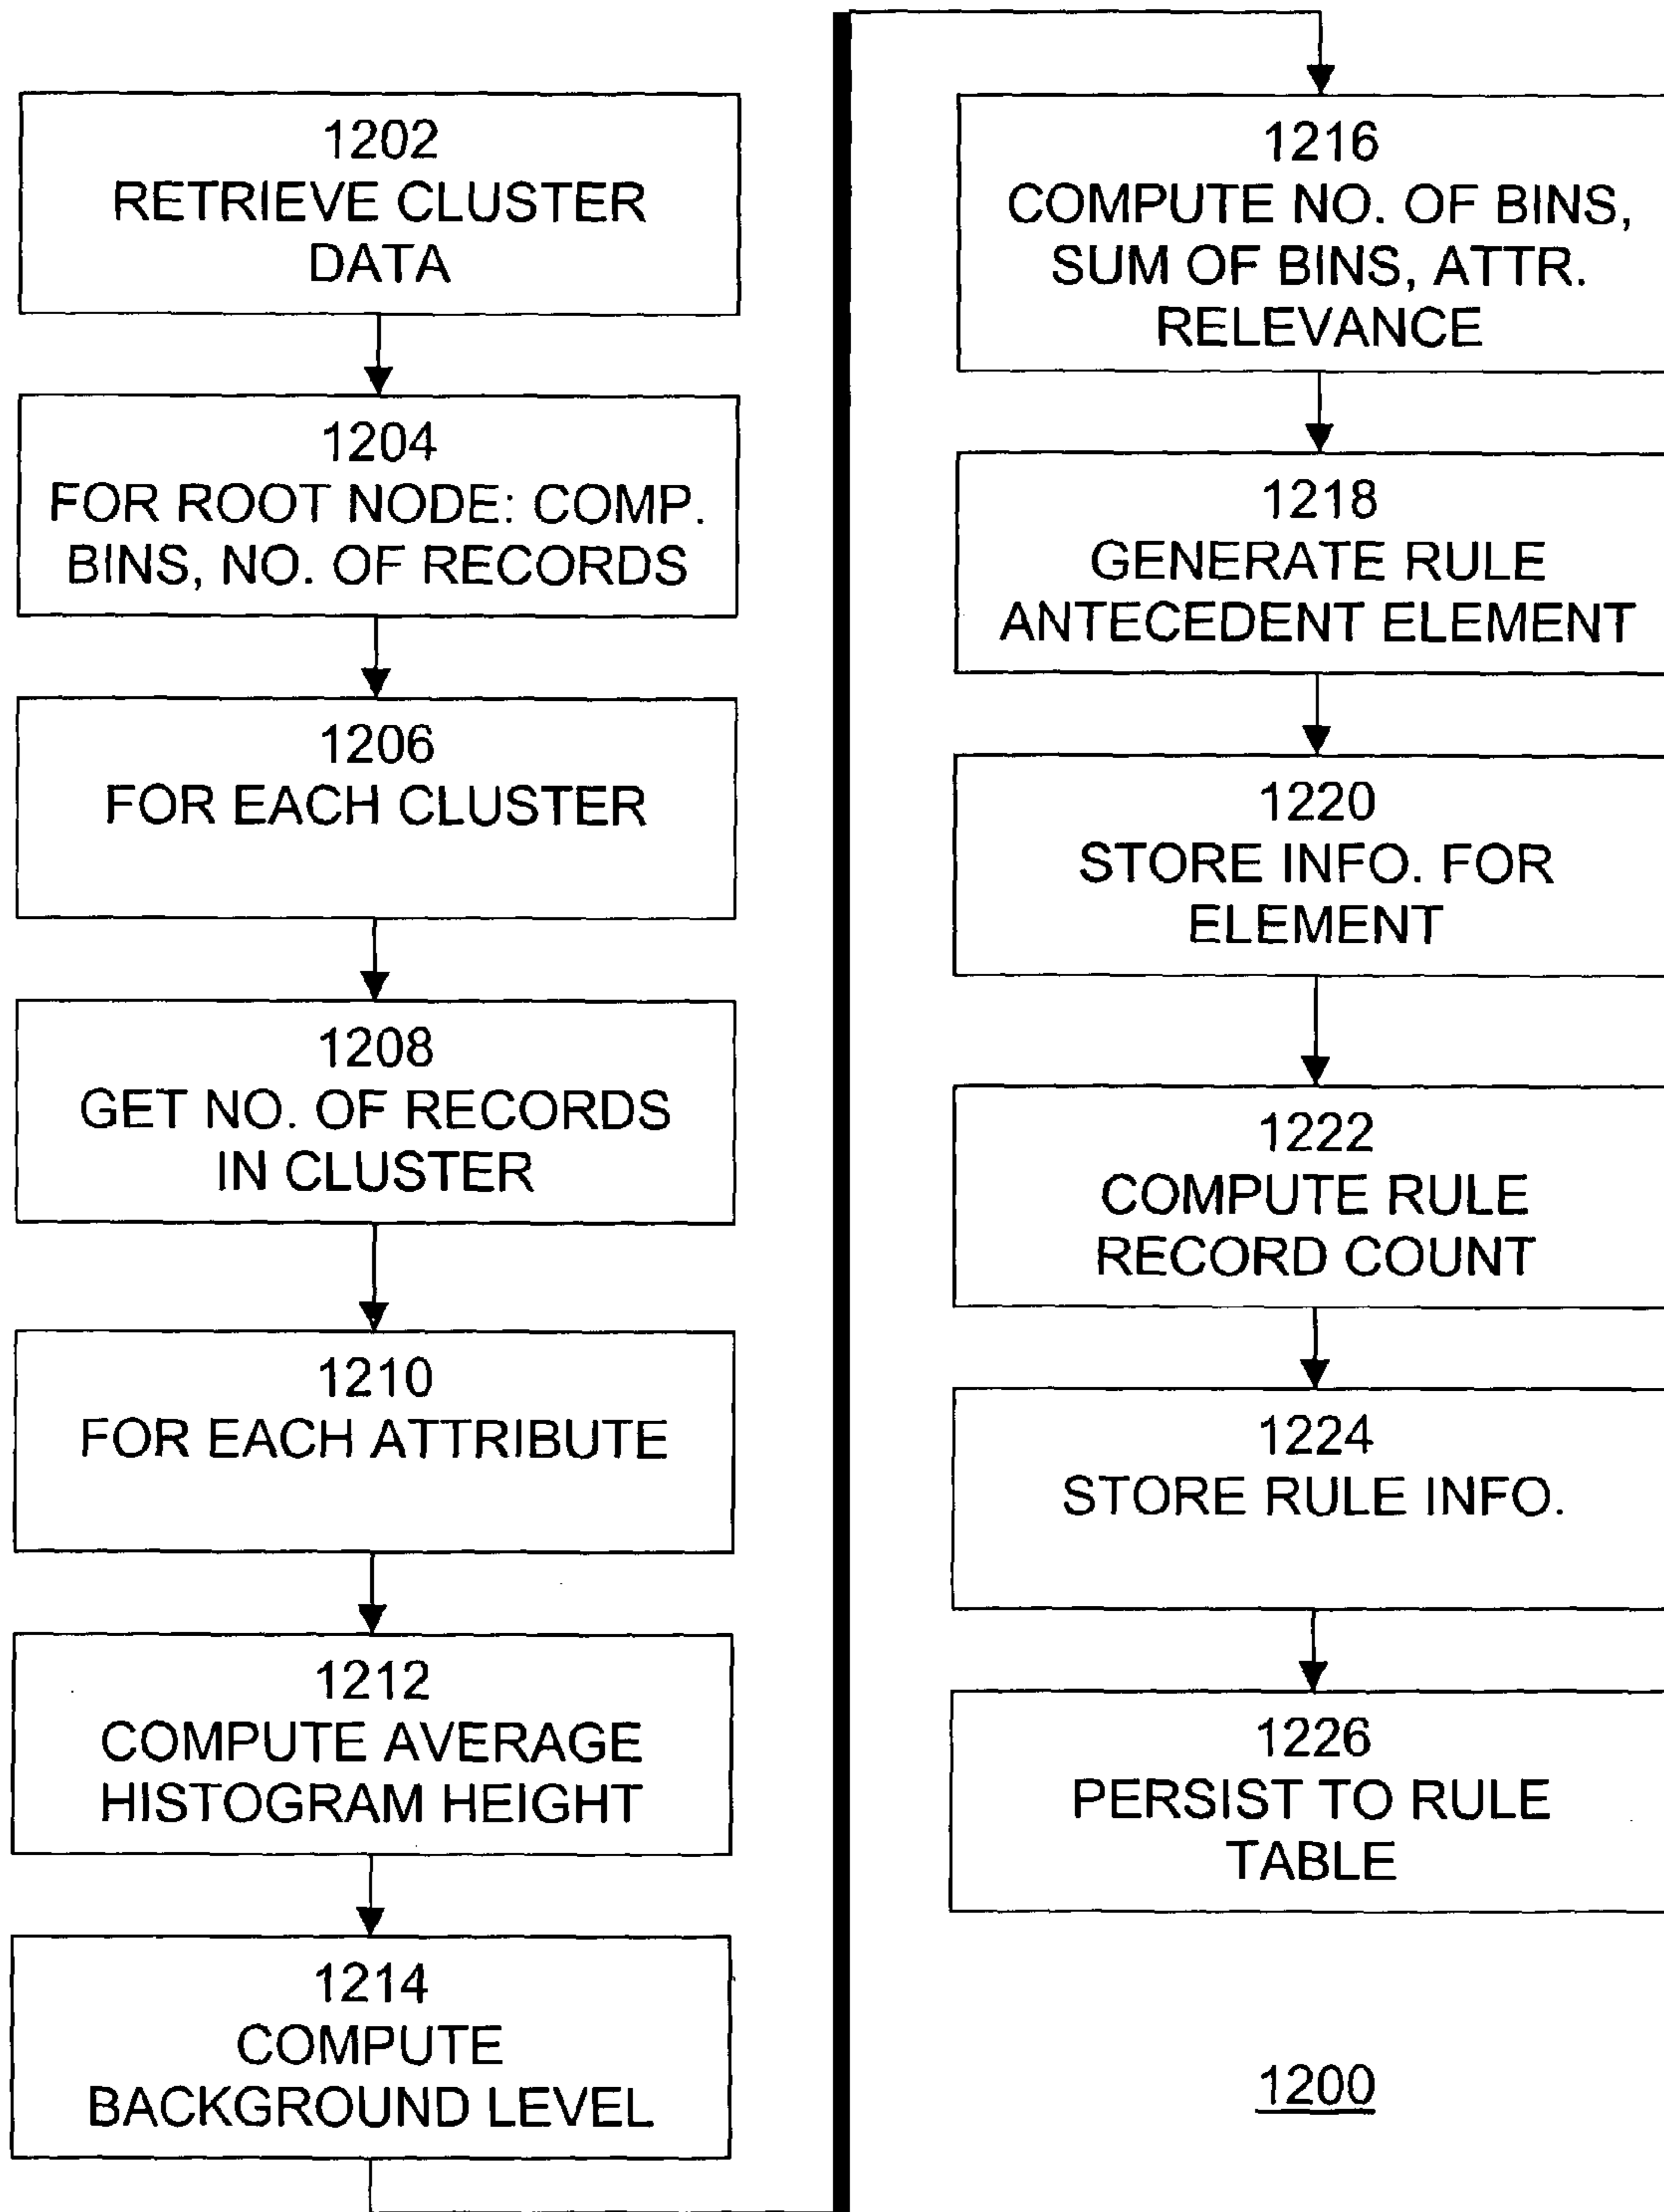 1202
RETRIEVE CLUSTER
DATA
1204
FOR ROOT NODE: COMP.
BINS, NO. OF RECORDS
1206
FOR EACH CLUSTER
1208
GET NO. OF RECORDS
IN CLUSTER
1210
FOR EACH ATTRIBUTE
1212
COMPUTE AVERAGE
HISTOGRAM HEIGHT
1214
COMPUTE
BACKGROUND LEVEL
1216
COMPUTE NO. OF BINS,
SUM OF BINS, ATTR.
RELEVANCE
1218
GENERATE RULE
ANTECEDENT ELEMENT
1220
STORE INFO. FOR
ELEMENT
1222
COMPUTE RULE
RECORD COUNT
1224
STORE RULE INFO.
1226
PERSIST TO RULE
TABLE
1200